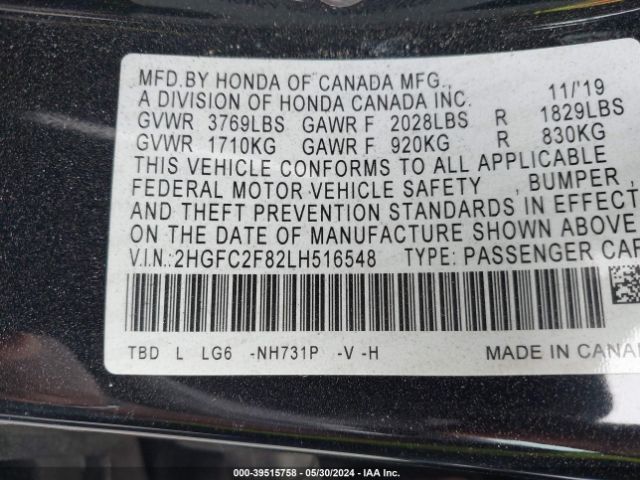 MFD.BY HONDA OF CANADA MFG., 11/'19
A DIVISION OF HONDA CANADA INC.
GVWR 3769LBS GAWR F 2028LBS R 1829LBS
GVWR 1710KG GAWR F 920KG R 830KG
THIS VEHICLE CONFORMS TO ALL APPLICABLE
FEDERAL MOTOR VEHICLE SAFETY , BUMPER ,
AND THEFT PREVENTION STANDARDS IN EFFECT
ON THE DATE OF MANUFACTURE SHOWN ABOVE
V.I.N.:2HGFC2F82LH516548 TYPE: PASSENGER CAR
TBD L LG6 -NH731P -V -H MADE IN CANA
000-39515758 - 05/30/2024 - IAA Inc.